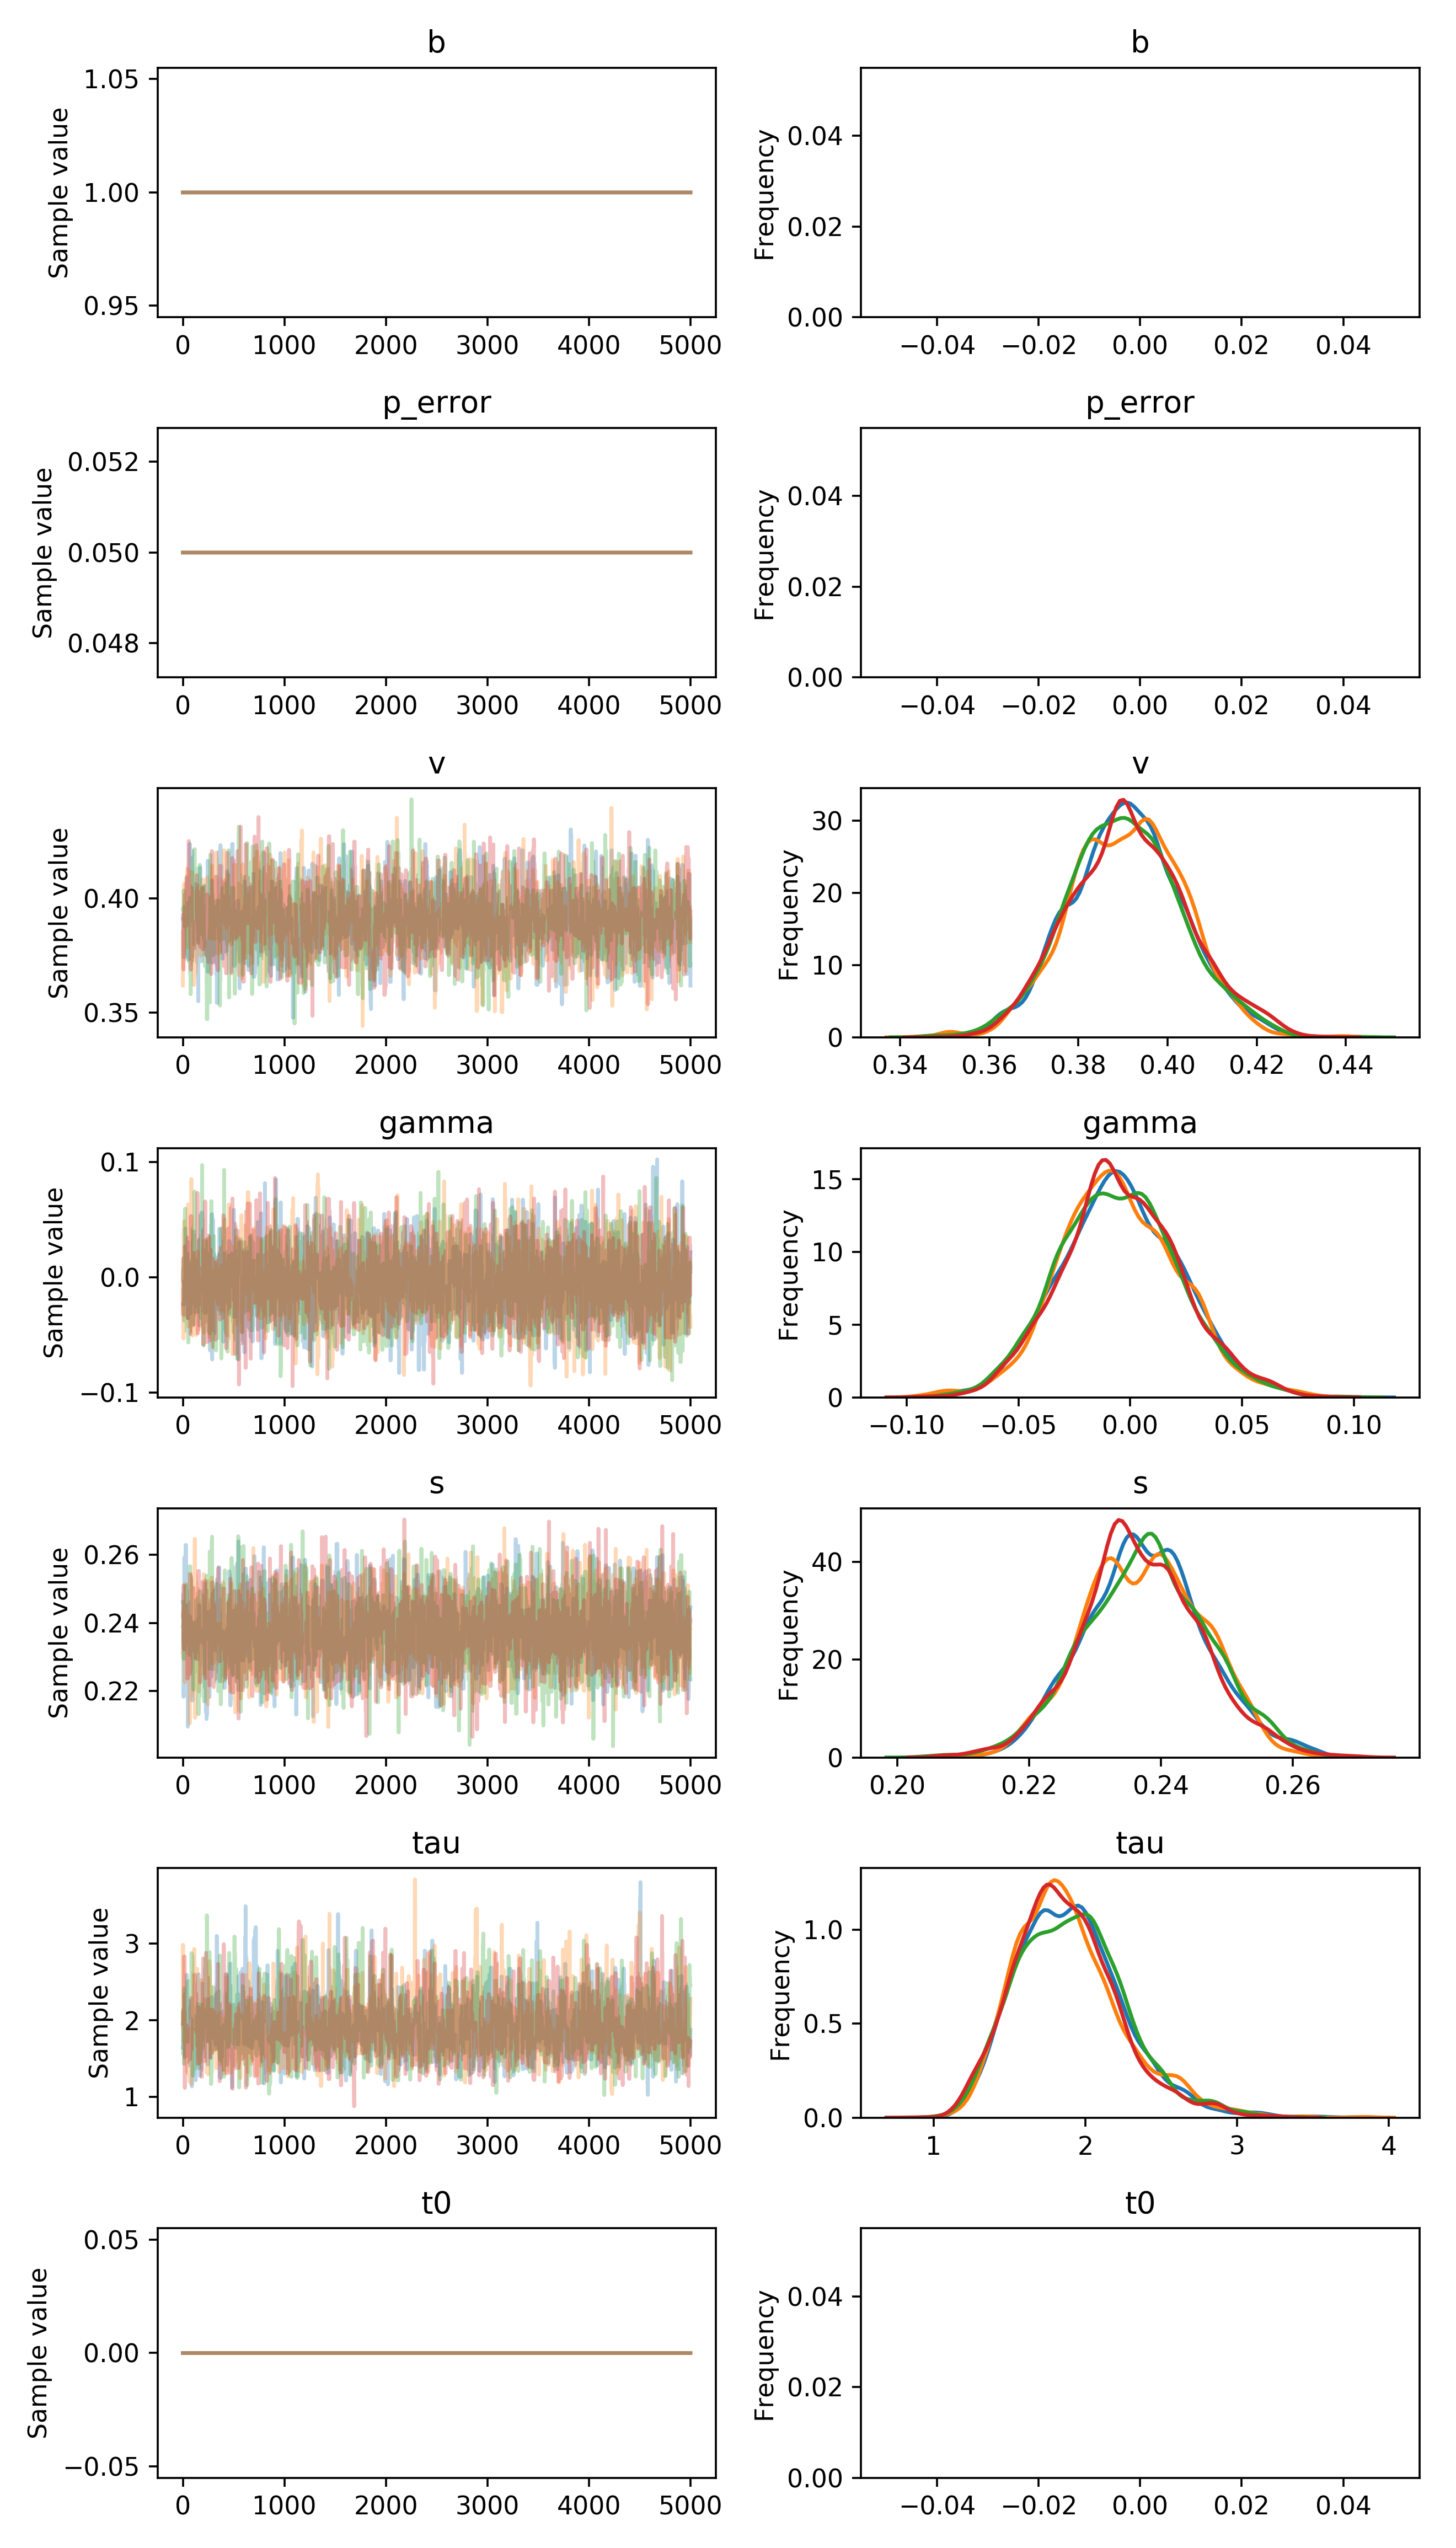 b
b
Sample value
1.05
1.00
0.95
0 1000 2000 3000 4000 5000
Frequency
0.04
0.02
0.00
−0.04 −0.02 0.00 0.02 0.04
p_error
p_error
Sample value
0.052
0.050
0.048
0 1000 2000 3000 4000 5000
Frequency
0.04
0.02
0.00
−0.04 −0.02 0.00 0.02 0.04
v
v
Sample value
0.40
0.35
0 1000 2000 3000 4000 5000
Frequency
30
20
10
0
0.34 0.36 0.38 0.40 0.42 0.44
gamma
gamma
Sample value
0.1
0.0
−0.1
0 1000 2000 3000 4000 5000
Frequency
15
10
5
0
−0.10 −0.05 0.00 0.05 0.10
s
s
Sample value
0.26
0.24
0.22
0 1000 2000 3000 4000 5000
Frequency
40
20
0
0.20 0.22 0.24 0.26
tau
tau
Sample value
3
2
1
0 1000 2000 3000 4000 5000
Frequency
1.0
0.5
0.0
1 2 3 4
t0
t0
Sample value
0.05
0.00
−0.05
0 1000 2000 3000 4000 5000
Frequency
0.04
0.02
0.00
−0.04 −0.02 0.00 0.02 0.04